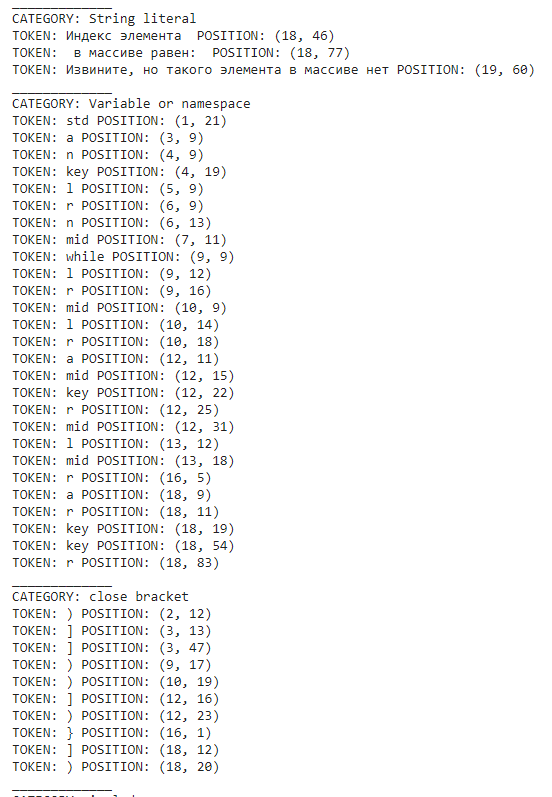 _____________
CATEGORY: String literal
TOKEN: Индекс элемента  POSITION: (18, 46)
TOKEN:  в массиве равен:  POSITION: (18, 77)
TOKEN: Извините, но такого элемента в массиве нет POSITION: (19, 60)
_____________
CATEGORY: Variable or namespace
TOKEN: std POSITION: (1, 21)
TOKEN: a POSITION: (3, 9)
TOKEN: n POSITION: (4, 9)
TOKEN: key POSITION: (4, 19)
TOKEN: l POSITION: (5, 9)
TOKEN: r POSITION: (6, 9)
TOKEN: n POSITION: (6, 13)
TOKEN: mid POSITION: (7, 11)
TOKEN: while POSITION: (9, 9)
TOKEN: l POSITION: (9, 12)
TOKEN: r POSITION: (9, 16)
TOKEN: mid POSITION: (10, 9)
TOKEN: l POSITION: (10, 14)
TOKEN: r POSITION: (10, 18)
TOKEN: a POSITION: (12, 11)
TOKEN: mid POSITION: (12, 15)
TOKEN: key POSITION: (12, 22)
TOKEN: r POSITION: (12, 25)
TOKEN: mid POSITION: (12, 31)
TOKEN: l POSITION: (13, 12)
TOKEN: mid POSITION: (13, 18)
TOKEN: r POSITION: (16, 5)
TOKEN: a POSITION: (18, 9)
TOKEN: r POSITION: (18, 11)
TOKEN: key POSITION: (18, 19)
TOKEN: key POSITION: (18, 54)
TOKEN: r POSITION: (18, 83)
_____________
CATEGORY: close bracket
TOKEN: ) POSITION: (2, 12)
TOKEN: ] POSITION: (3, 13)
TOKEN: ] POSITION: (3, 47)
TOKEN: ) POSITION: (9, 17)
TOKEN: ) POSITION: (10, 19)
TOKEN: ] POSITION: (12, 16)
TOKEN: ) POSITION: (12, 23)
TOKEN: } POSITION: (16, 1)
TOKEN: ] POSITION: (18, 12)
TOKEN: ) POSITION: (18, 20)
_____________